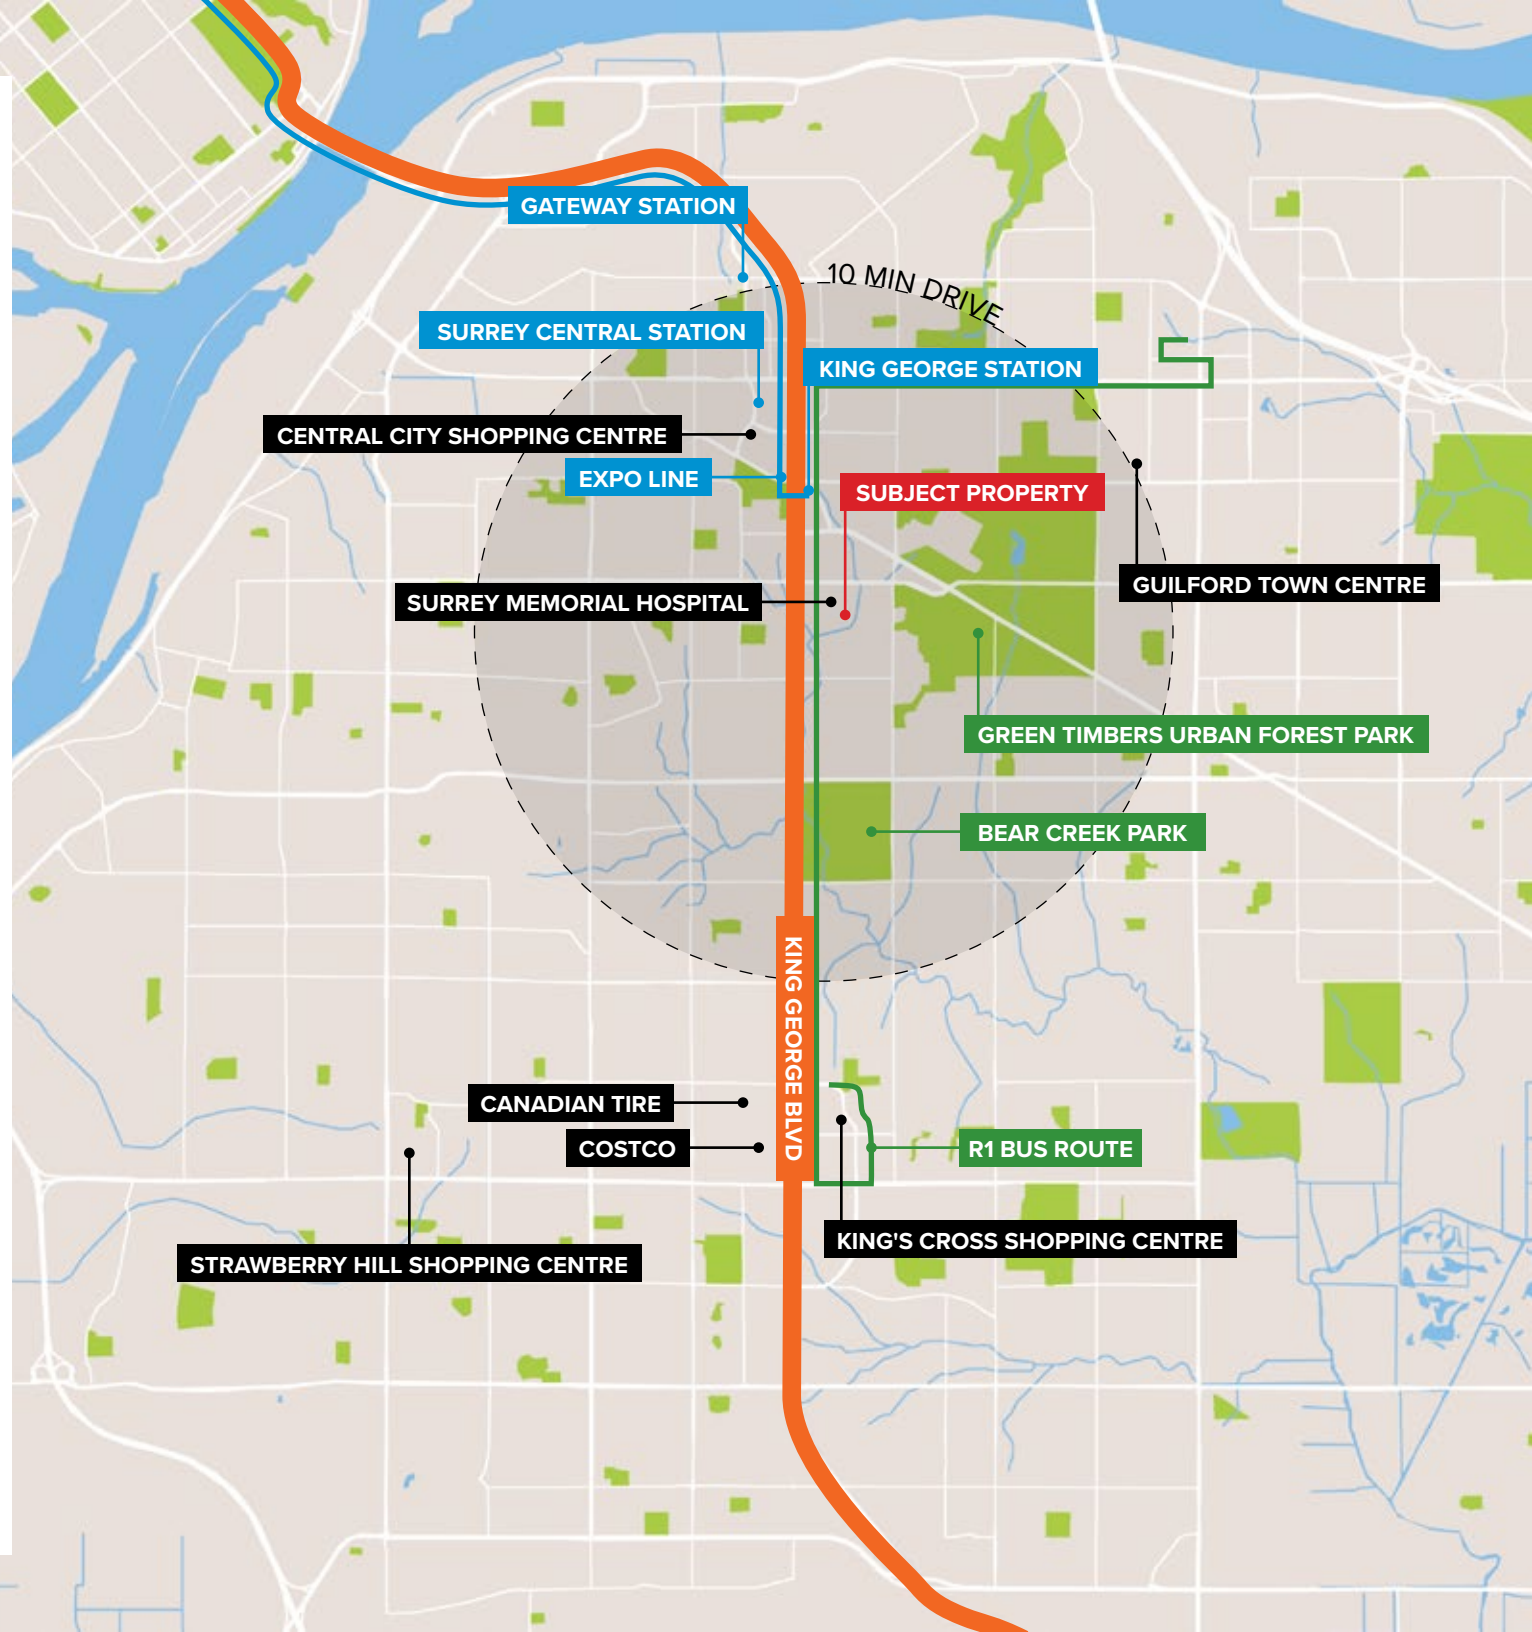 GATEWAY STATION
10 MIN DRIVE
SURREY CENTRAL STATION
KING GEORGE STATION
CENTRAL CITY SHOPPING CENTRE
EXPO LINE
SUBJECT PROPERTY
GUILFORD TOWN CENTRE
SURREY MEMORIAL HOSPITAL
GREEN TIMBERS URBAN FOREST PARK
BEAR CREEK PARK
KING GEORGE BLVD
CANADIAN TIRE
COSTCO
R1 BUS ROUTE
KING'S CROSS SHOPPING CENTRE
STRAWBERRY HILL SHOPPING CENTRE